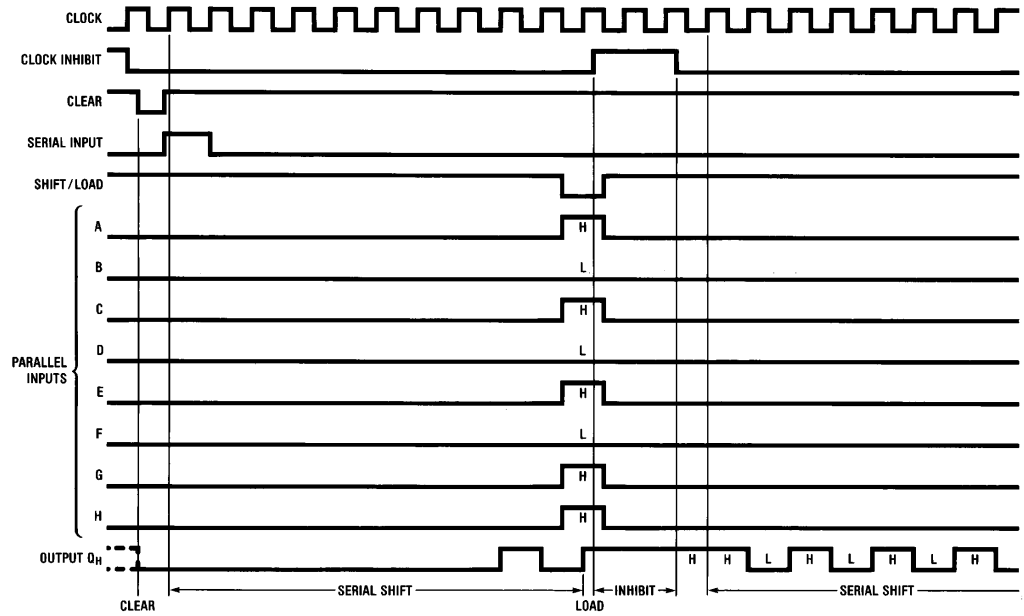 CLOCK
CLOCK INHIBIT
CLEAR
SERIAL INPUT
SHIFT/LOAD
PARALLEL
INPUTS
A H
B L
C H
D L
E H
F L
G H
H H
OUTPUT QH H H L H L H L H
SERIAL SHIFT INHIBIT SERIAL SHIFT
CLEAR LOAD